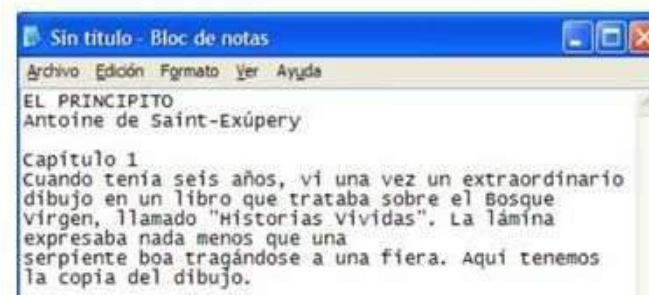 Sin título - Bloc de notas
Archivo Edición Formato Ver Ayuda
EL PRINCIPITO
Antoine de Saint-Exúpery
Capítulo 1
Cuando tenía seis años, vi una vez un extraordinario
dibujo en un libro que trataba sobre el Bosque
Virgen, llamado "Historias Vividas". La lámina
expresaba nada menos que una
serpiente boa tragándose a una fiera. Aquí tenemos
la copia del dibujo.